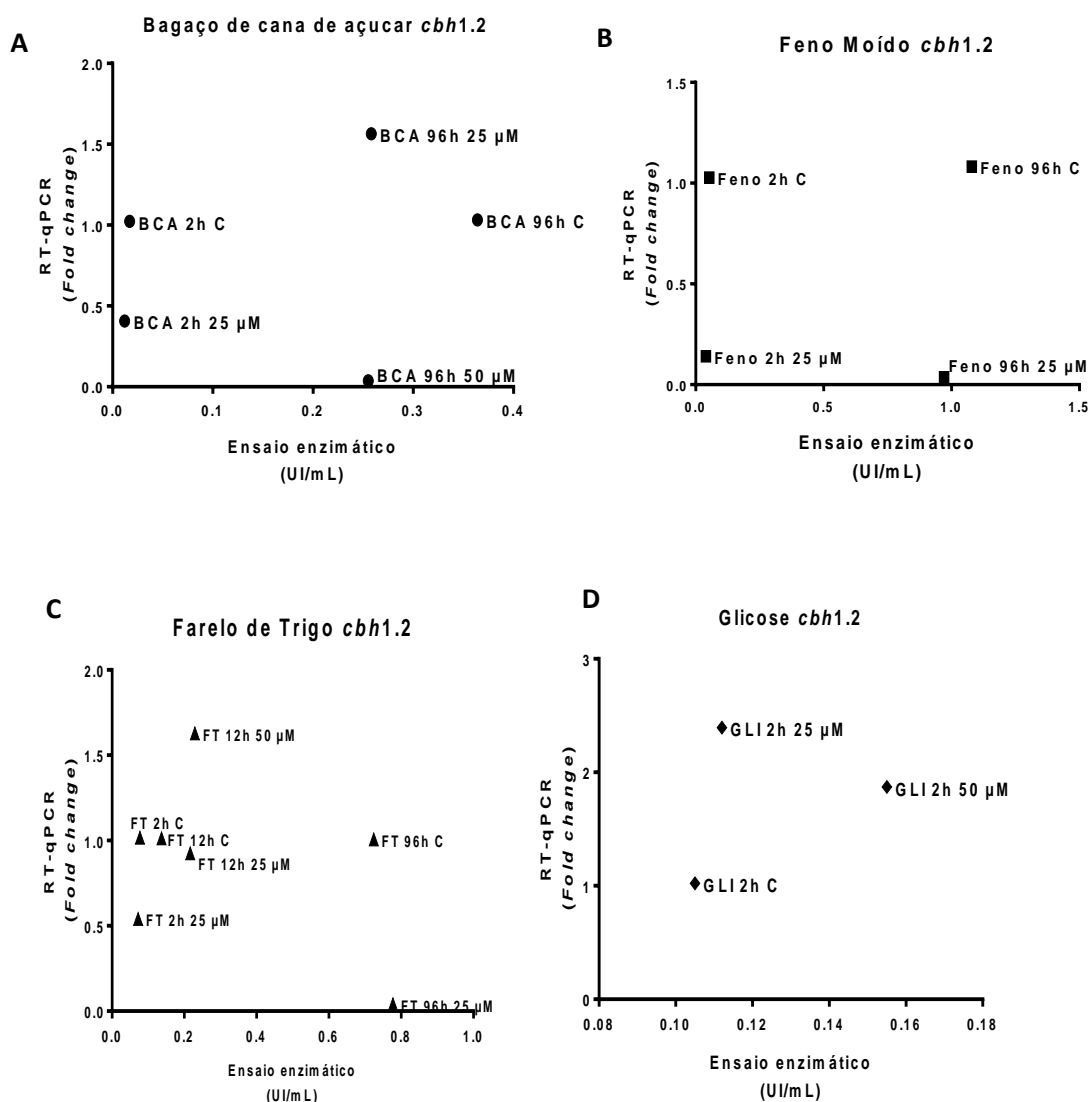 A
Bagaço de cana de açucar cbh1.2
RT-qPCR
(Fold change)
2.0
1.5
1.0
0.5
0.0
BCA 96h 25 µM
BCA 2h C
BCA 96h C
BCA 2h 25 µM
BCA 96h 50 µM
0.0
0.1
0.2
0.3
0.4
Ensaio enzimático
(UI/mL)
B
Feno Moído cbh1.2
RT-qPCR
(Fold change)
1.5
1.0
0.5
0.0
Feno 2h C
Feno 96h C
Feno 2h 25 µM
Feno 96h 25 µM
0.0
0.5
1.0
1.5
Ensaio enzimático
(UI/mL)
C
Farelo de Trigo cbh1.2
RT-qPCR
(Fold change)
2.0
1.5
1.0
0.5
0.0
FT 12h 50 µM
FT 2h C
FT 12h C
FT 96h C
FT 12h 25 µM
FT 2h 25 µM
FT 96h 25 µM
0.0
0.2
0.4
0.6
0.8
1.0
Ensaio enzimático
(UI/mL)
D
Glicose cbh1.2
RT-qPCR
(Fold change)
3
2
1
0
GLI 2h 25 µM
GLI 2h 50 µM
GLI 2h C
0.08
0.10
0.12
0.14
0.16
0.18
Ensaio enzimático
(UI/mL)